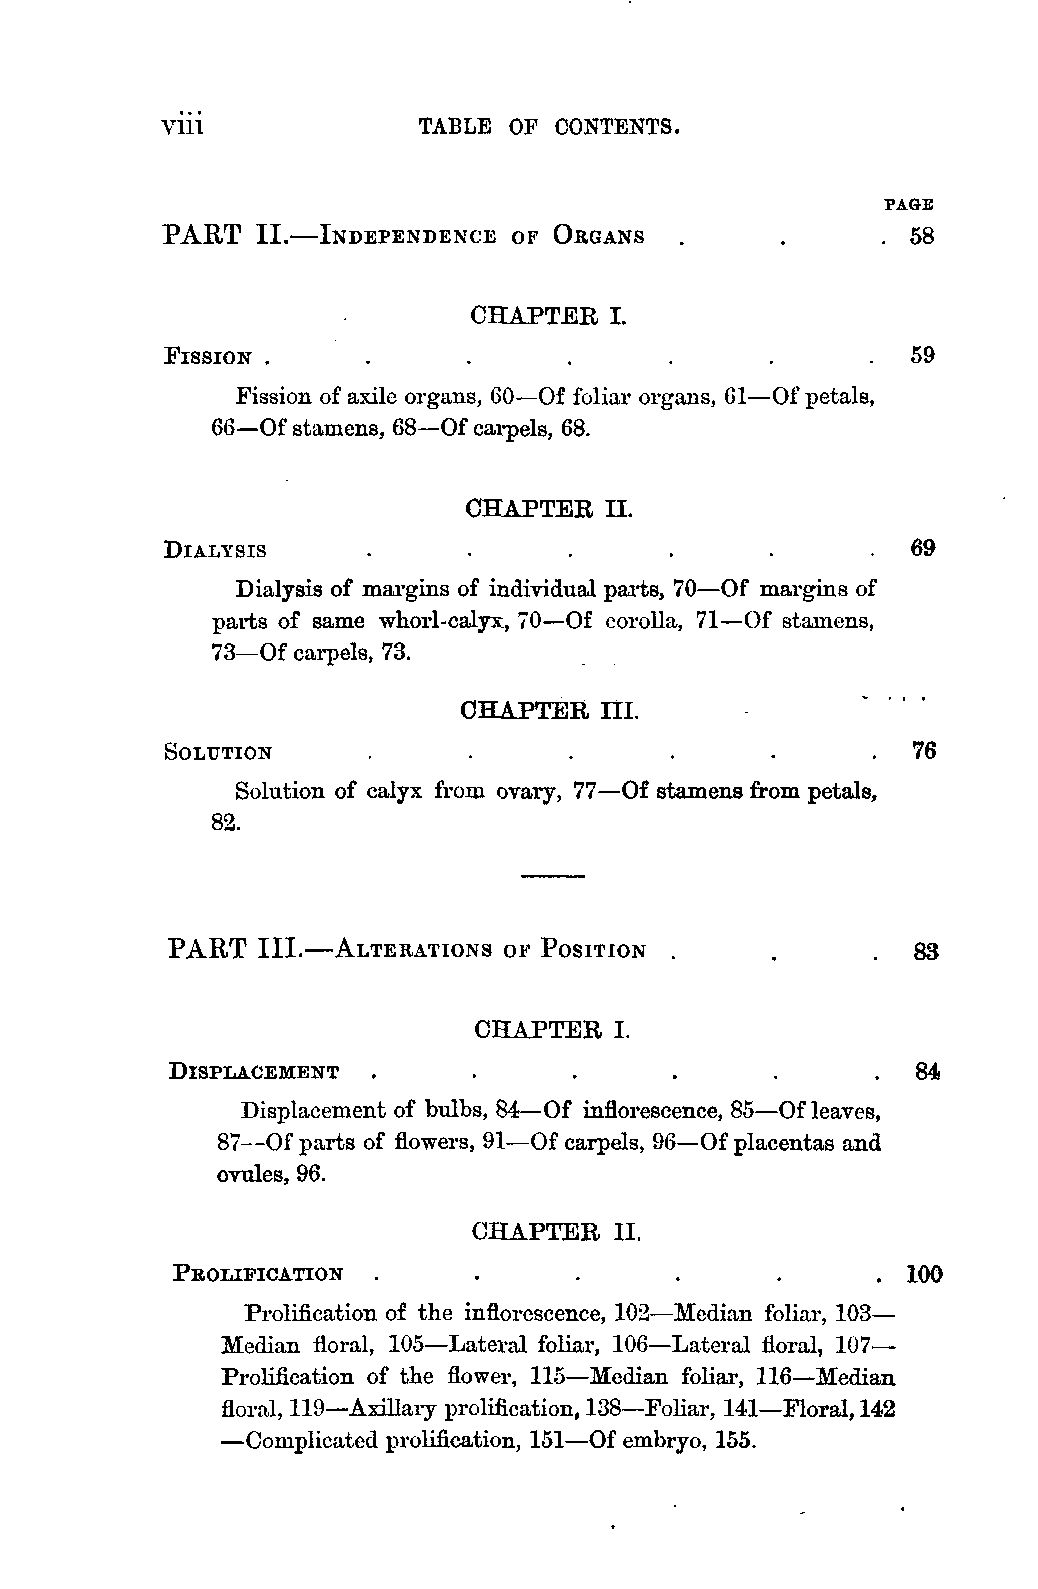 viii TABLE OF CONTENTS.
PAGE
PART II.—INDEPENDENCE OF ORGANS . . . 58
CHAPTER I.
FISSION . . . . . . . 59
Fission of axile organs, 60—Of foliar organs, 61—Of petals,
66—Of stamens, 68—Of carpels, 68.
CHAPTER II.
DIALYSIS . . . . . . 69
Dialysis of margins of individual parts, 70—Of margins of
parts of same whorl-calyx, 70—Of corolla, 71—Of stamens,
73—Of carpels, 73.
CHAPTER III.
SOLUTION . . . . . . 76
Solution of calyx from ovary, 77—Of stamens from petals,
82.
PART III.—ALTERATIONS OF POSITION . . . 83
CHAPTER I.
DISPLACEMENT . . . . . . 84
Displacement of bulbs, 84—Of inflorescence, 85—Of leaves,
87—Of parts of flowers, 91—Of carpels, 96—Of placentas and
ovules, 96.
CHAPTER II.
PROLIFICATION . . . . . . 100
Prolification of the inflorescence, 102—Median foliar, 103—
Median floral, 105—Lateral foliar, 106—Lateral floral, 107—
Prolification of the flower, 115—Median foliar, 116—Median
floral, 119—Axillary prolification, 138—Foliar, 141—Floral, 142
—Complicated prolification, 151—Of embryo, 155.